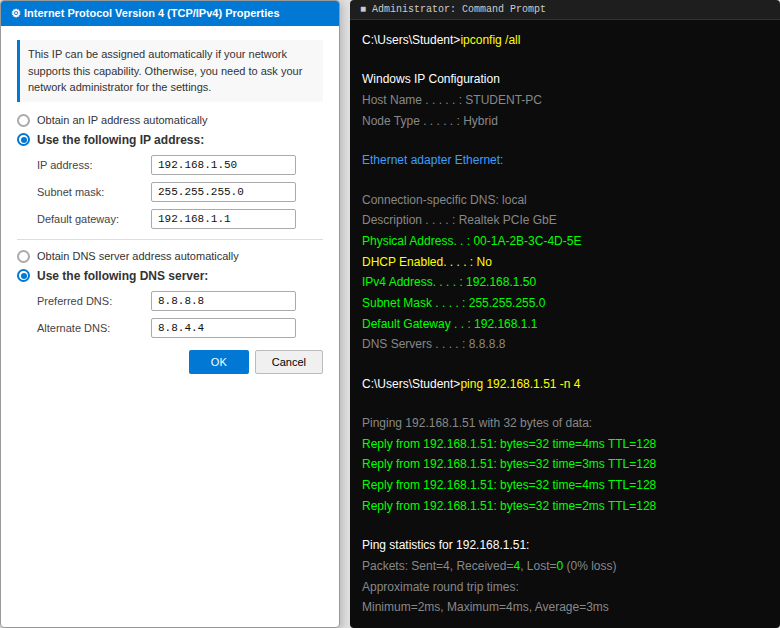 ⚙ Internet Protocol Version 4 (TCP/IPv4) Properties
This IP can be assigned automatically if your network
supports this capability. Otherwise, you need to ask your
network administrator for the settings.
Obtain an IP address automatically
Use the following IP address:
IP address: 192.168.1.50
Subnet mask: 255.255.255.0
Default gateway: 192.168.1.1
Obtain DNS server address automatically
Use the following DNS server:
Preferred DNS: 8.8.8.8
Alternate DNS: 8.8.4.4
OK Cancel
■ Administrator: Command Prompt
C:\Users\Student>ipconfig /all
Windows IP Configuration
Host Name . . . . . : STUDENT-PC
Node Type . . . . . : Hybrid
Ethernet adapter Ethernet:
Connection-specific DNS: local
Description . . . . : Realtek PCIe GbE
Physical Address. . : 00-1A-2B-3C-4D-5E
DHCP Enabled. . . . : No
IPv4 Address. . . . : 192.168.1.50
Subnet Mask . . . . : 255.255.255.0
Default Gateway . . : 192.168.1.1
DNS Servers . . . . : 8.8.8.8
C:\Users\Student>ping 192.168.1.51 -n 4
Pinging 192.168.1.51 with 32 bytes of data:
Reply from 192.168.1.51: bytes=32 time=4ms TTL=128
Reply from 192.168.1.51: bytes=32 time=3ms TTL=128
Reply from 192.168.1.51: bytes=32 time=4ms TTL=128
Reply from 192.168.1.51: bytes=32 time=2ms TTL=128
Ping statistics for 192.168.1.51:
Packets: Sent=4, Received=4, Lost=0 (0% loss)
Approximate round trip times:
Minimum=2ms, Maximum=4ms, Average=3ms